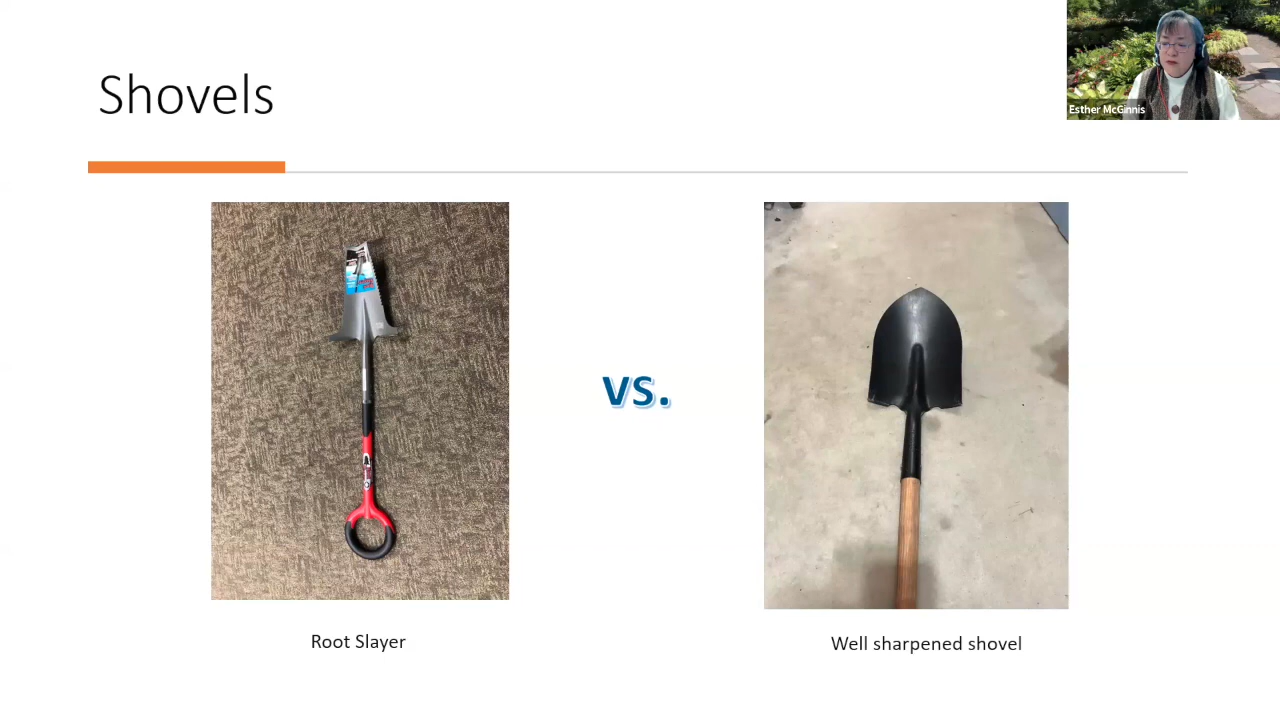 Shovels
Esther McGinnis
vs.
Root Slayer
Well sharpened shovel